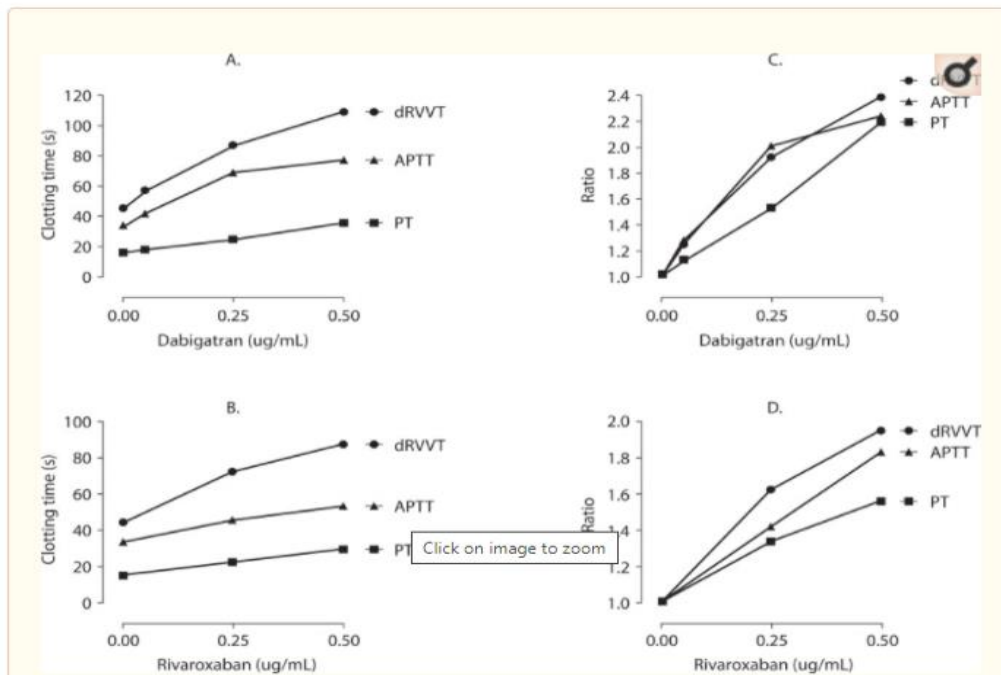 A.
Clotting time (s)
120
100
80
60
40
20
0
dRVVT
APTT
PT
0.00 0.25 0.50
Dabigatran (ug/mL)
C.
Ratio
2.4
2.2
2.0
1.8
1.6
1.4
1.2
1.0
APTT
PT
0.00 0.25 0.50
Dabigatran (ug/mL)
B.
Clotting time (s)
100
80
60
40
20
0
dRVVT
APTT
PT
Click on image to zoom
0.00 0.25 0.50
Rivaroxaban (ug/mL)
D.
Ratio
2.0
1.8
1.6
1.4
1.2
1.0
dRVVT
APTT
PT
0.00 0.25 0.50
Rivaroxaban (ug/mL)